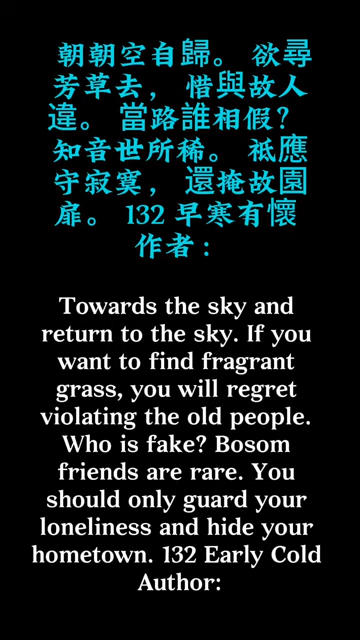 朝朝空自歸。 欲尋
芳草去， 惜與故人
違。 當路誰相假？
知音世所稀。 祗應
守寂寞， 還掩故園
扉。 132 早寒有懷
作者：
Towards the sky and
return to the sky. If you
want to find fragrant
grass, you will regret
violating the old people.
Who is fake? Bosom
friends are rare. You
should only guard your
loneliness and hide your
hometown. 132 Early Cold
Author: